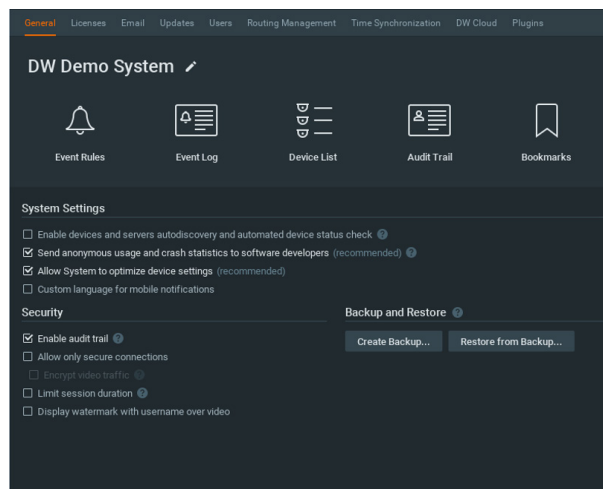 General Licenses Email Updates Users Routing Management Time Synchronization DW Cloud Plugins
DW Demo System
Event Rules Event Log Device List Audit Trail Bookmarks
System Settings
Enable devices and servers autodiscovery and automated device status check ?
Send anonymous usage and crash statistics to software developers (recommended) ?
Allow System to optimize device settings (recommended)
Custom language for mobile notifications
Security Backup and Restore ?
Enable audit trail ? Create Backup... Restore from Backup...
Allow only secure connections
Encrypt video traffic ?
Limit session duration ?
Display watermark with username over video